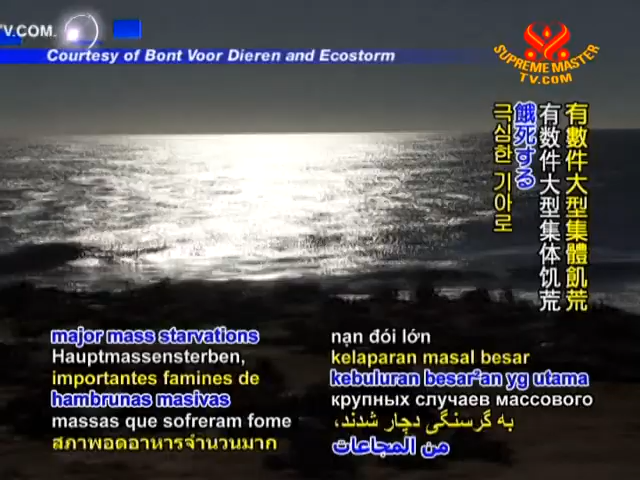 TV.COM.
Courtesy of Bont Voor Dieren and Ecostorm
SUPREME MASTER
TV.COM
有數件大型集體飢荒
有数件大型集体饥荒
餓死する
극심한 기아로
major mass starvations
Hauptmassensterben,
importantes famines de
hambrunas masivas
massas que sofreram fome
สภาพอดอาหารจำนวนมาก
nạn đói lớn
kelaparan masal besar
kebuluran besar²an yg utama
крупных случаев массового
به گرسنگی دچار شدند،
من المجاعات